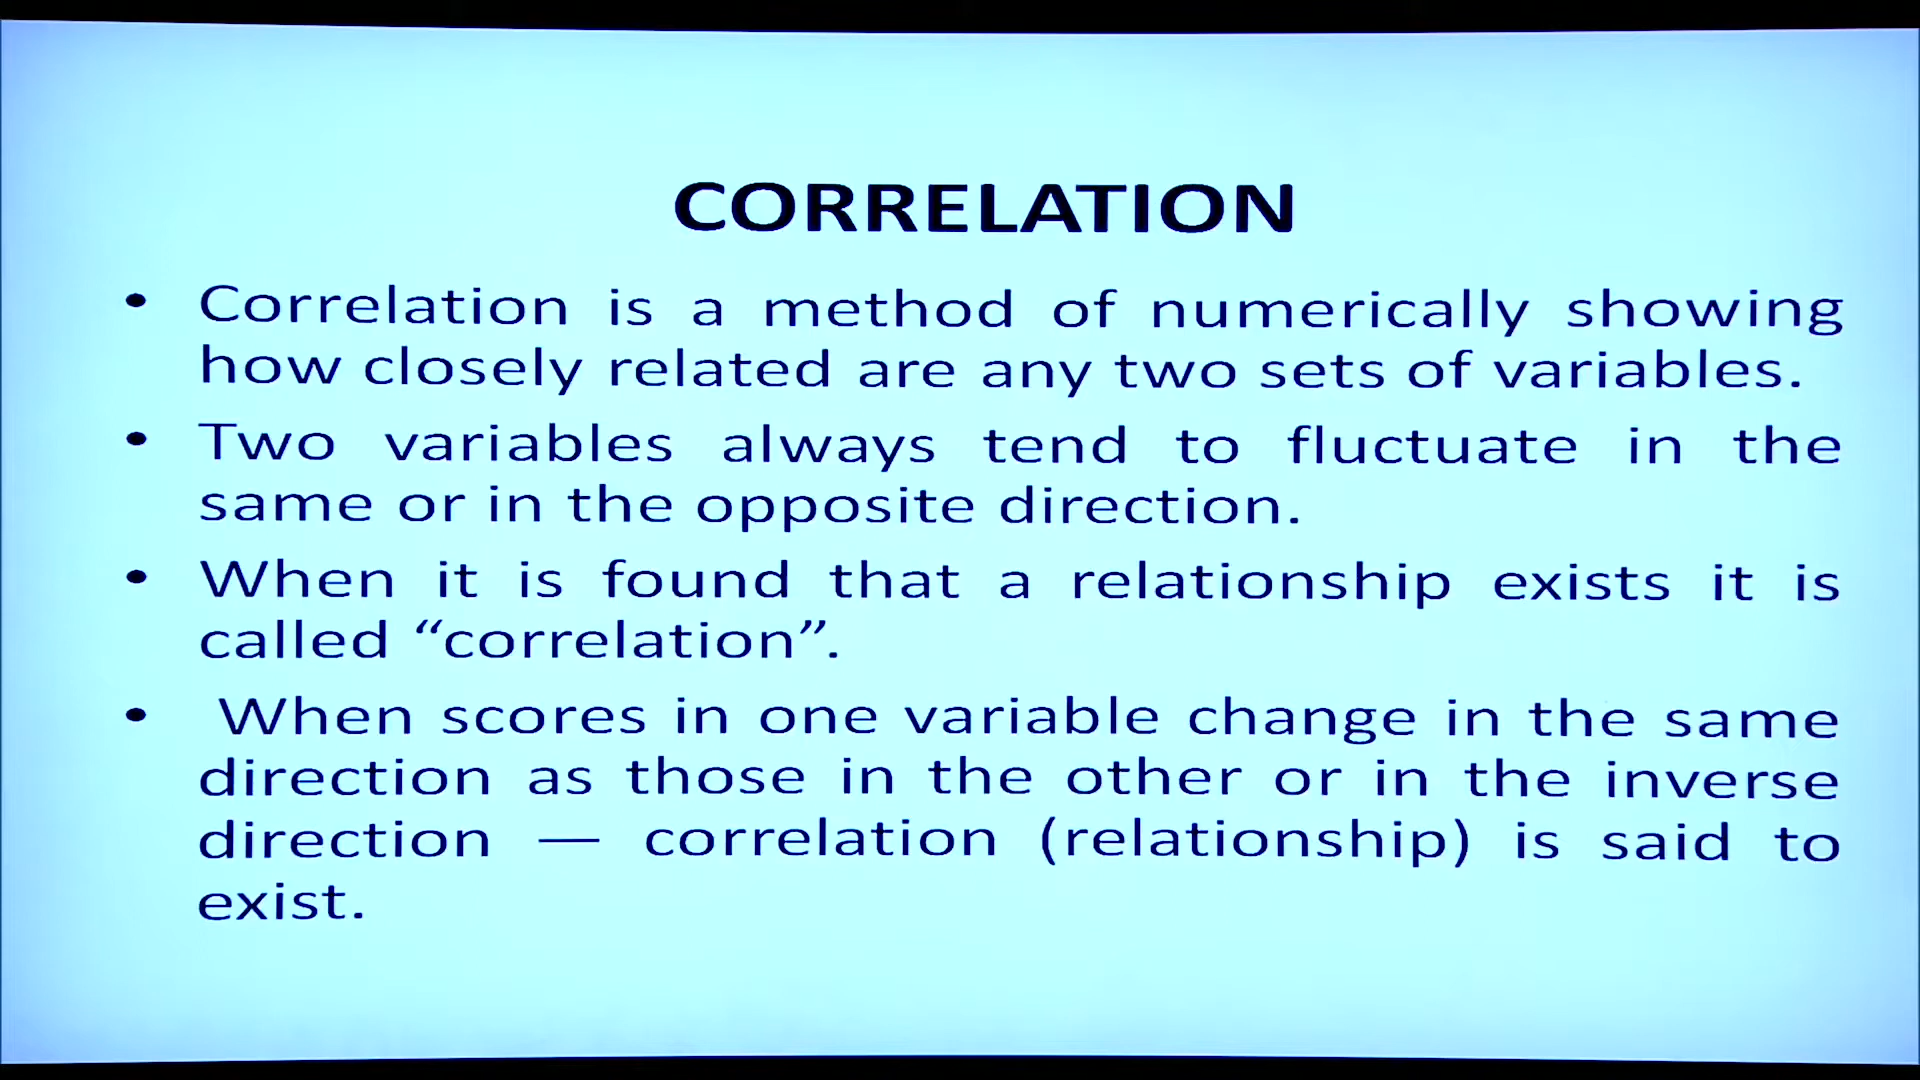 CORRELATION
• Correlation is a method of numerically showing
how closely related are any two sets of variables.
• Two variables always tend to fluctuate in the
same or in the opposite direction.
• When it is found that a relationship exists it is
called “correlation”.
• When scores in one variable change in the same
direction as those in the other or in the inverse
direction — correlation (relationship) is said to
exist.